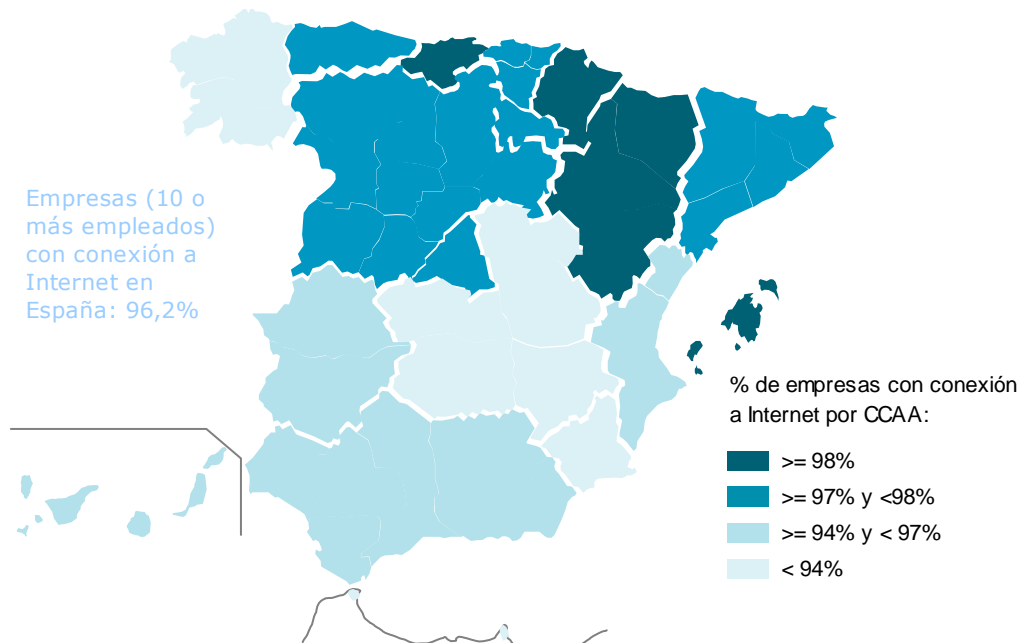 Empresas (10 o
más empleados)
con conexión a
Internet en
España: 96,2%
% de empresas con conexión
a Internet por CCAA:
>= 98%
>= 97% y <98%
>= 94% y < 97%
< 94%